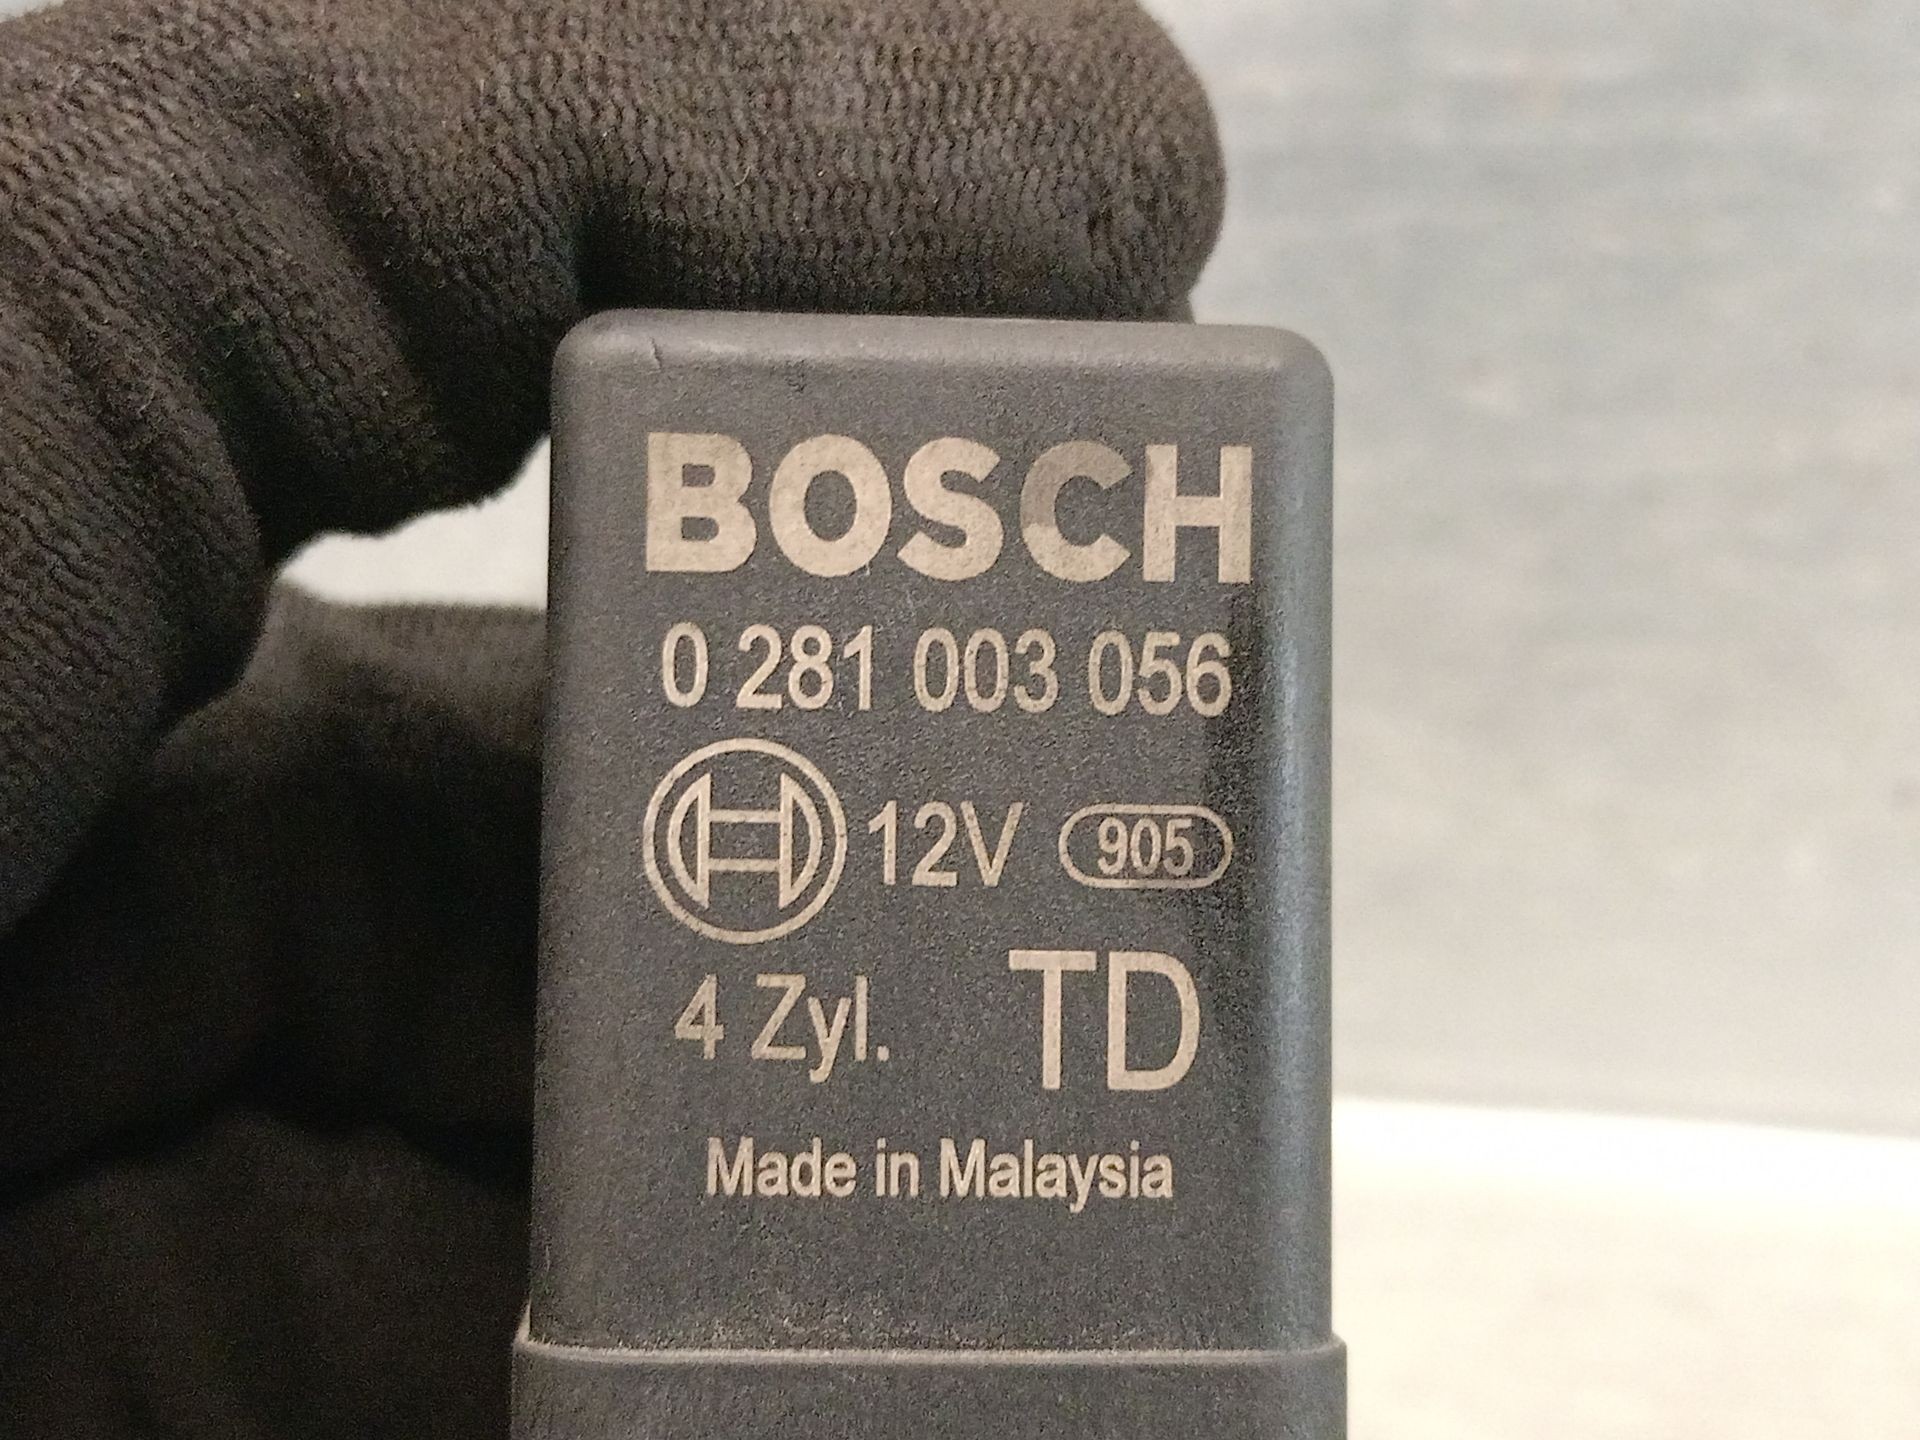 BOSCH
0 281 003 056
12V 905
4 Zyl. TD
Made in Malaysia